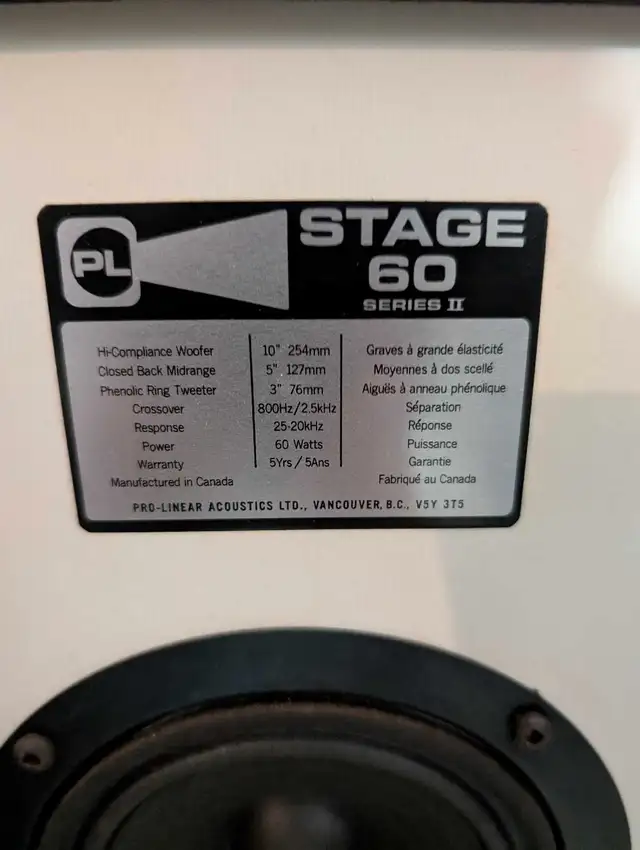 PL
STAGE
60
SERIES II
Hi-Compliance Woofer 10" 254mm Graves à grande élasticité
Closed Back Midrange 5" 127mm Moyennes à dos scellé
Phenolic Ring Tweeter 3" 76mm Aiguës à anneau phénolique
Crossover 800Hz/2.5kHz Séparation
Response 25-20kHz Réponse
Power 60 Watts Puissance
Warranty 5Yrs / 5Ans Garantie
Manufactured in Canada Fabriqué au Canada
PRO-LINEAR ACOUSTICS LTD., VANCOUVER, B.C., V5Y 3T5